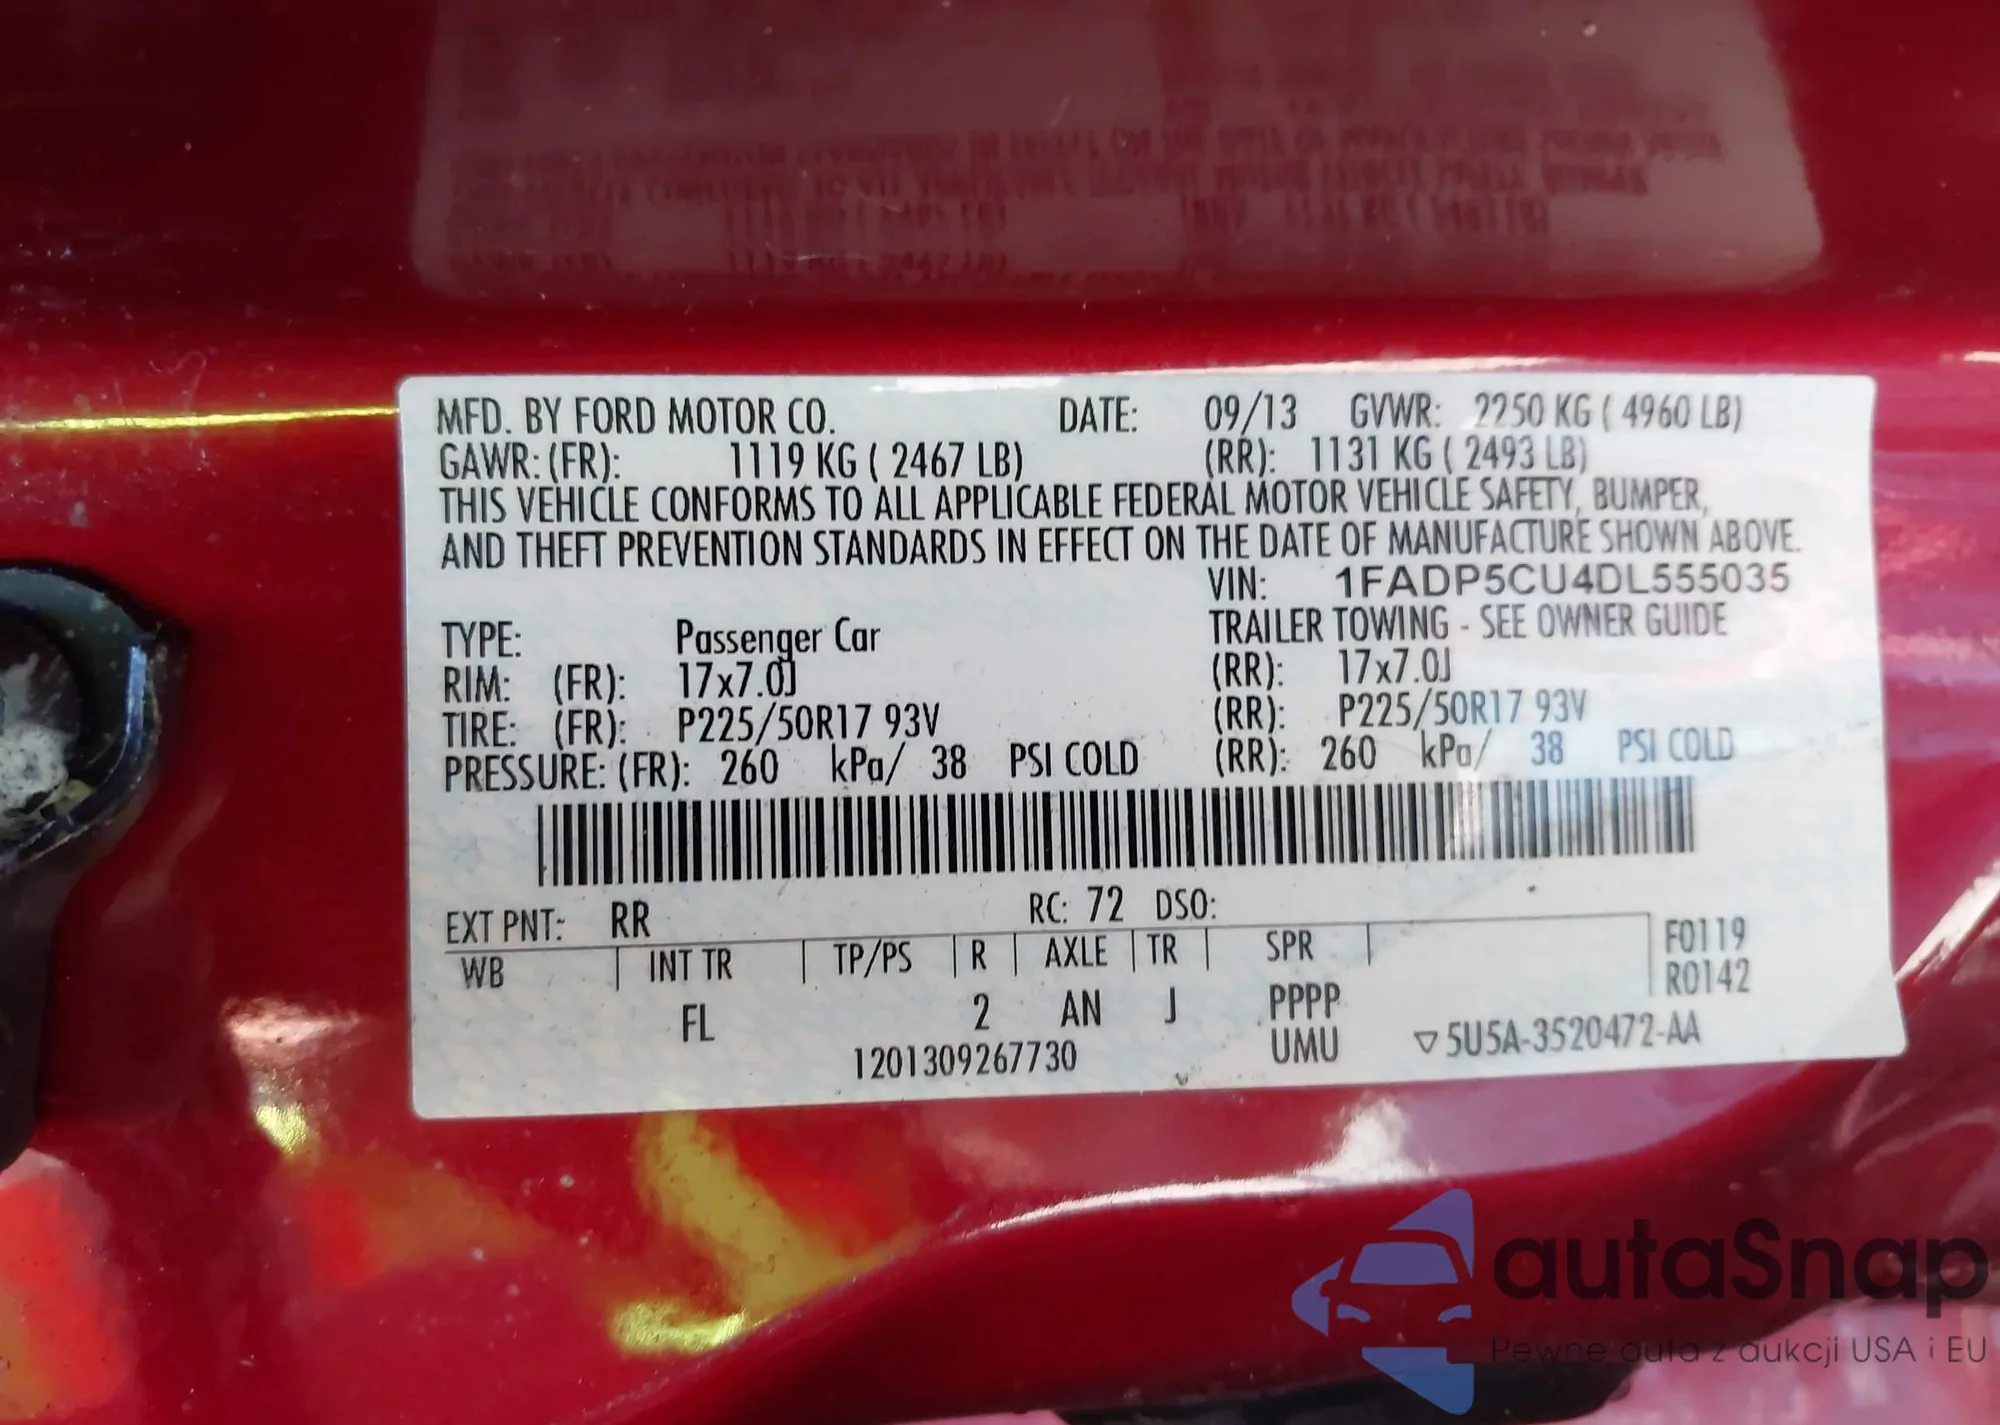 MFD. BY FORD MOTOR CO. DATE: 09/13 GVWR: 2250 KG ( 4960 LB)
GAWR: (FR): 1119 KG ( 2467 LB) (RR): 1131 KG ( 2493 LB)
THIS VEHICLE CONFORMS TO ALL APPLICABLE FEDERAL MOTOR VEHICLE SAFETY, BUMPER,
AND THEFT PREVENTION STANDARDS IN EFFECT ON THE DATE OF MANUFACTURE SHOWN ABOVE.
VIN: 1FADP5CU4DL555035
TYPE: Passenger Car TRAILER TOWING - SEE OWNER GUIDE
RIM: (FR): 17x7.0J (RR): 17x7.0J
TIRE: (FR): P225/50R17 93V (RR): P225/50R17 93V
PRESSURE: (FR): 260 kPa/ 38 PSI COLD (RR): 260 kPa/ 38 PSI COLD
EXT PNT: RR RC: 72 DSO:
WB INT TR TP/PS R AXLE TR SPR F0119
R0142
FL 2 AN J PPPP
1201309267730 UMU ▽5U5A-3520472-AA
autaSnap
Pewne auta z aukcji USA i EU